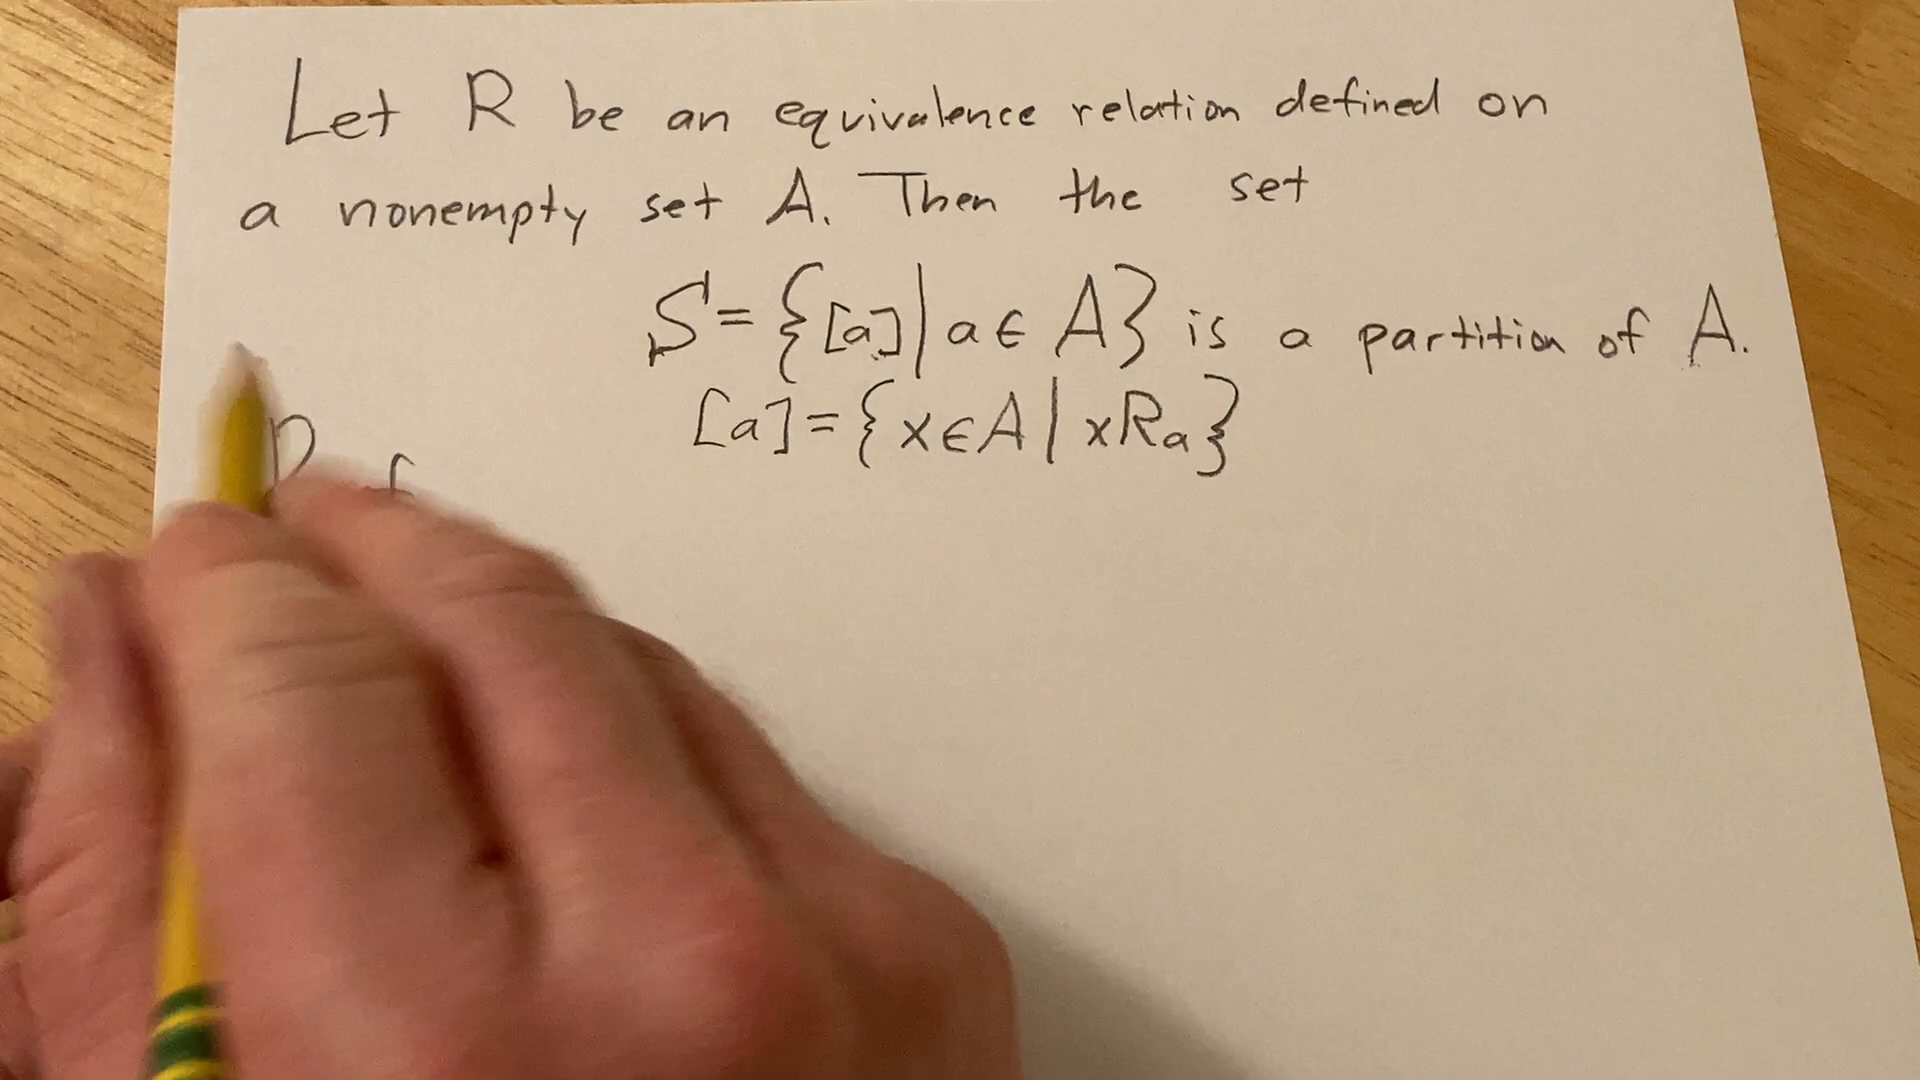 Let R be an equivalence relation defined on
a nonempty set A. Then the set
S = {[a] | a ∈ A} is a partition of A.
[a] = {x ∈ A | xRa}